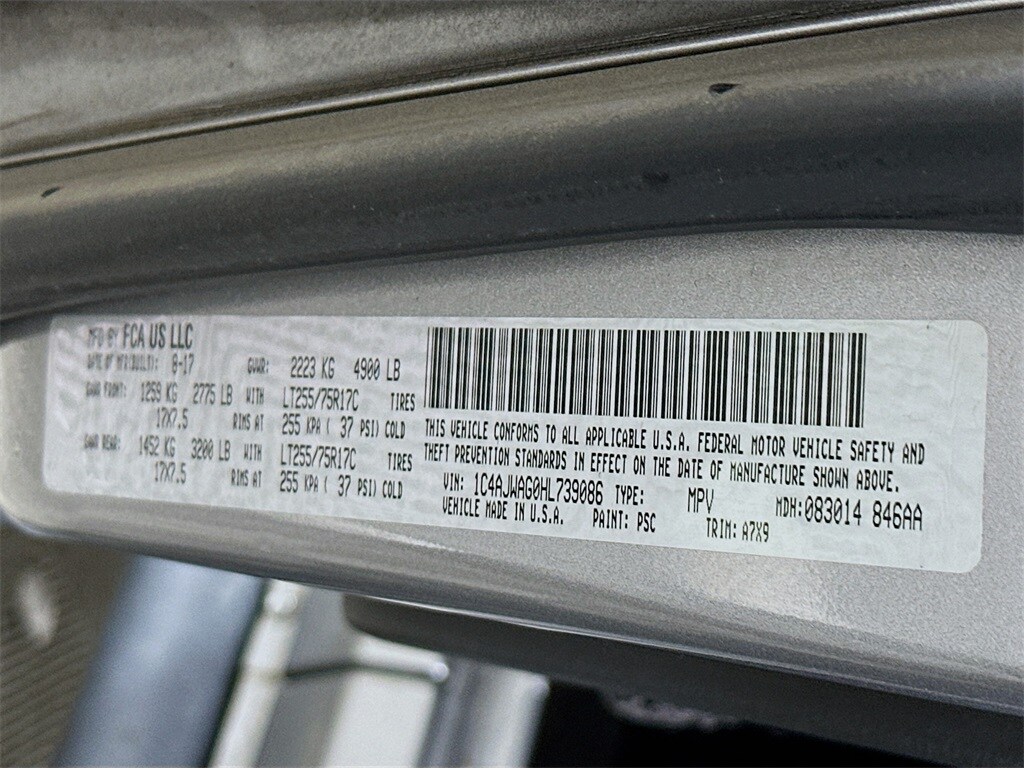 MFD BY FCA US LLC
DATE OF MFR(BUILD): 8-17 GVWR: 2223 KG 4900 LB
GAWR FRONT: 1259 KG 2775 LB WITH LT255/75R17C TIRES
17X7.5 RIMS AT 255 KPA ( 37 PSI) COLD
GAWR REAR: 1452 KG 3200 LB WITH LT255/75R17C TIRES
17X7.5 RIMS AT 255 KPA ( 37 PSI) COLD
THIS VEHICLE CONFORMS TO ALL APPLICABLE U.S.A. FEDERAL MOTOR VEHICLE SAFETY AND
THEFT PREVENTION STANDARDS IN EFFECT ON THE DATE OF MANUFACTURE SHOWN ABOVE.
VIN: 1C4AJWAG0HL739086 TYPE: MPV MDH:083014 846AA
VEHICLE MADE IN U.S.A. PAINT: PSC TRIM: A7X9